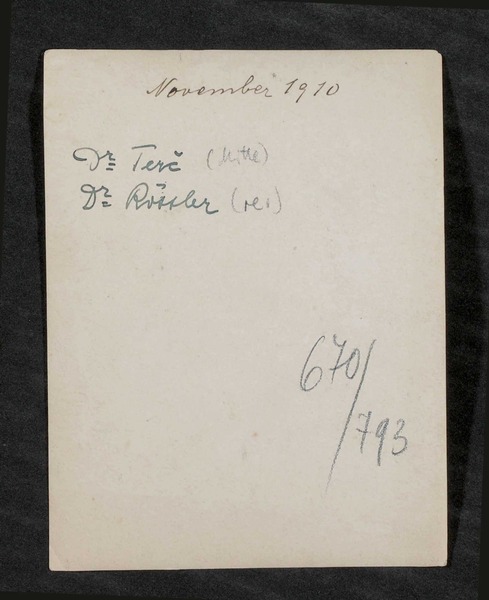 November 1910
Dr Terč (Mitte)
Dr Rössler (re.)
670/793